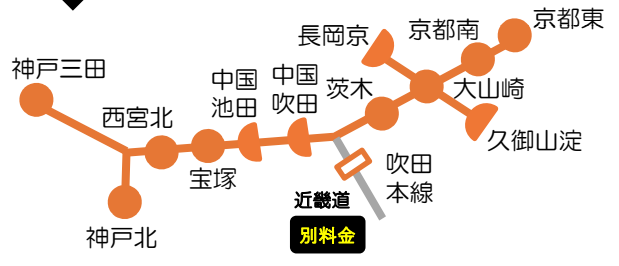 京都東
京都南
長岡京
神戸三田
中国
池田
中国
吹田
茨木
大山崎
西宮北
久御山淀
宝塚
吹田
本線
近畿道
別料金
神戸北